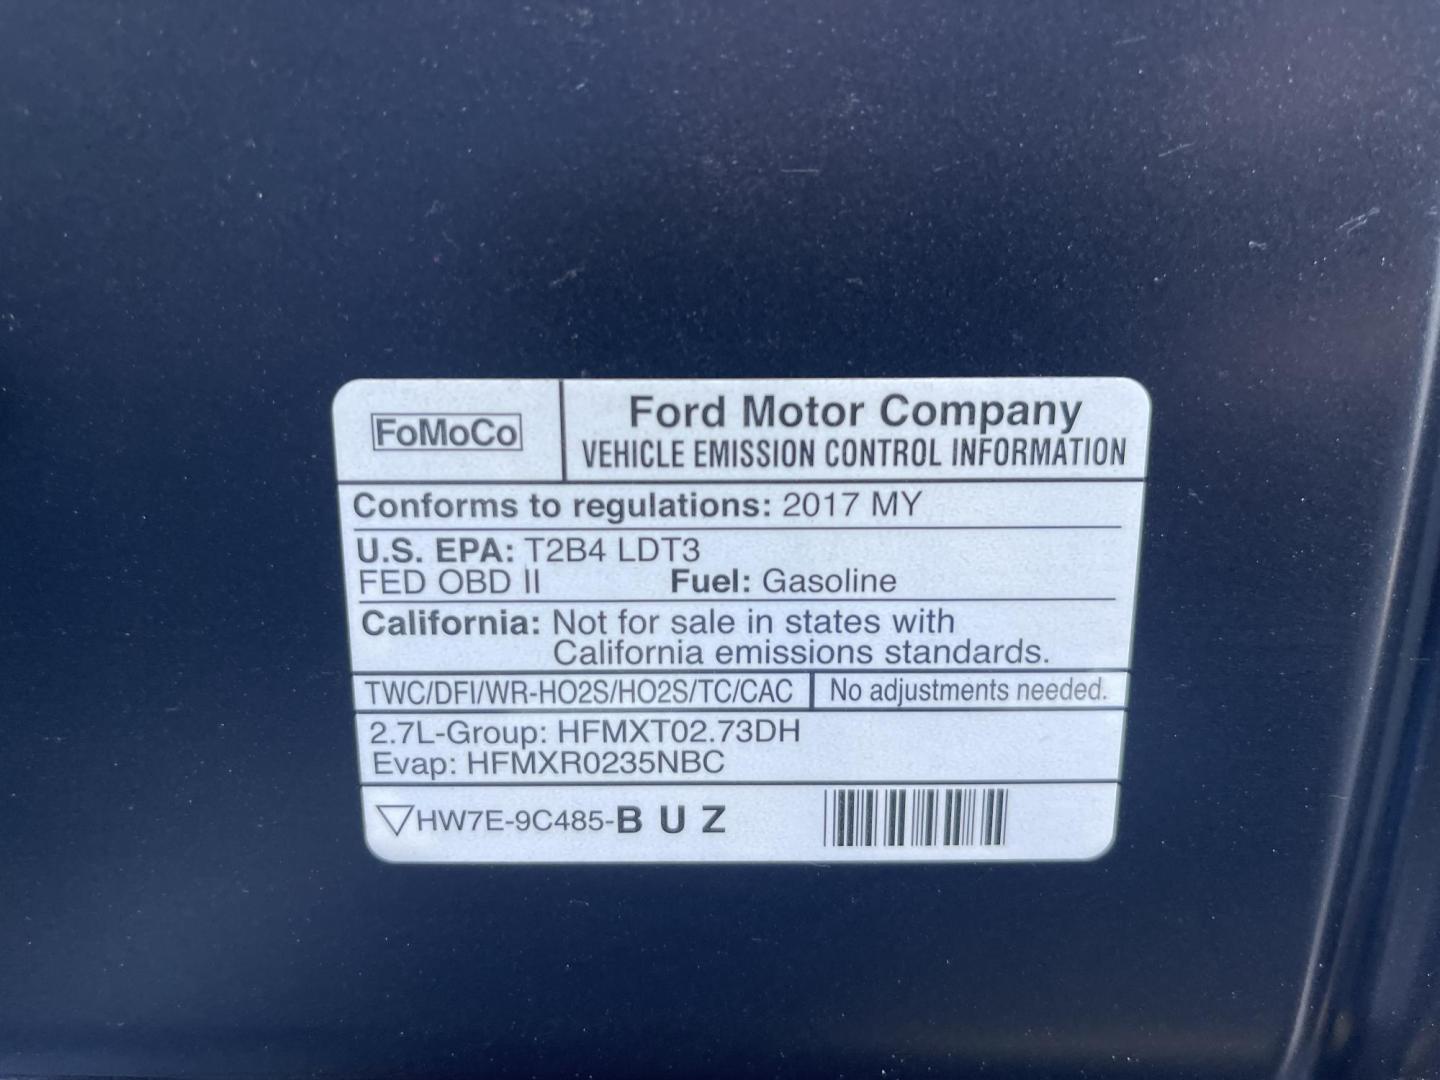 FoMoCo
Ford Motor Company
VEHICLE EMISSION CONTROL INFORMATION
Conforms to regulations: 2017 MY
U.S. EPA: T2B4 LDT3
FED OBD II Fuel: Gasoline
California: Not for sale in states with
California emissions standards.
TWC/DFI/WR-HO2S/HO2S/TC/CAC No adjustments needed.
2.7L-Group: HFMXT02.73DH
Evap: HFMXR0235NBC
HW7E-9C485-B U Z